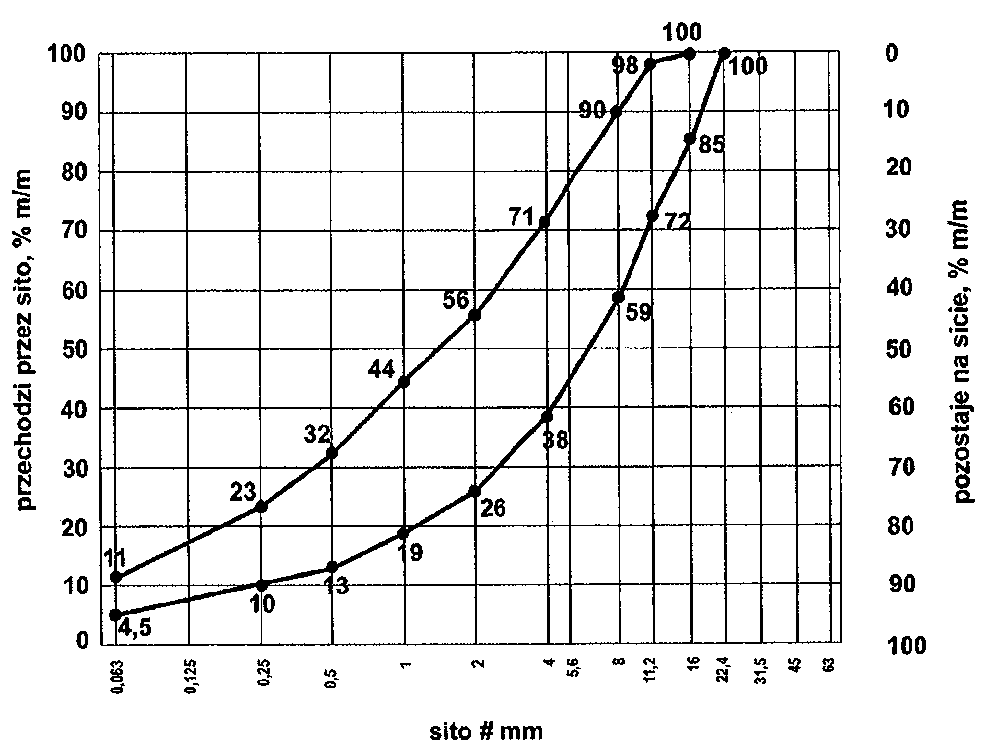 100
100 98 100 0
90 90 10
85
80 20
71 72
70 30
60 59 40
56
50 50
44
40 38 60
32
30 70
23 26
20 19 80
11 13
10 10 90
4,5
0 100
0,063 0,125 0,25 0,5 1 2 4 5,6 8 11,2 16 22,4 31,5 45 63
sito # mm
przechodzi przez sito, % m/m
pozostaje na sicie, % m/m